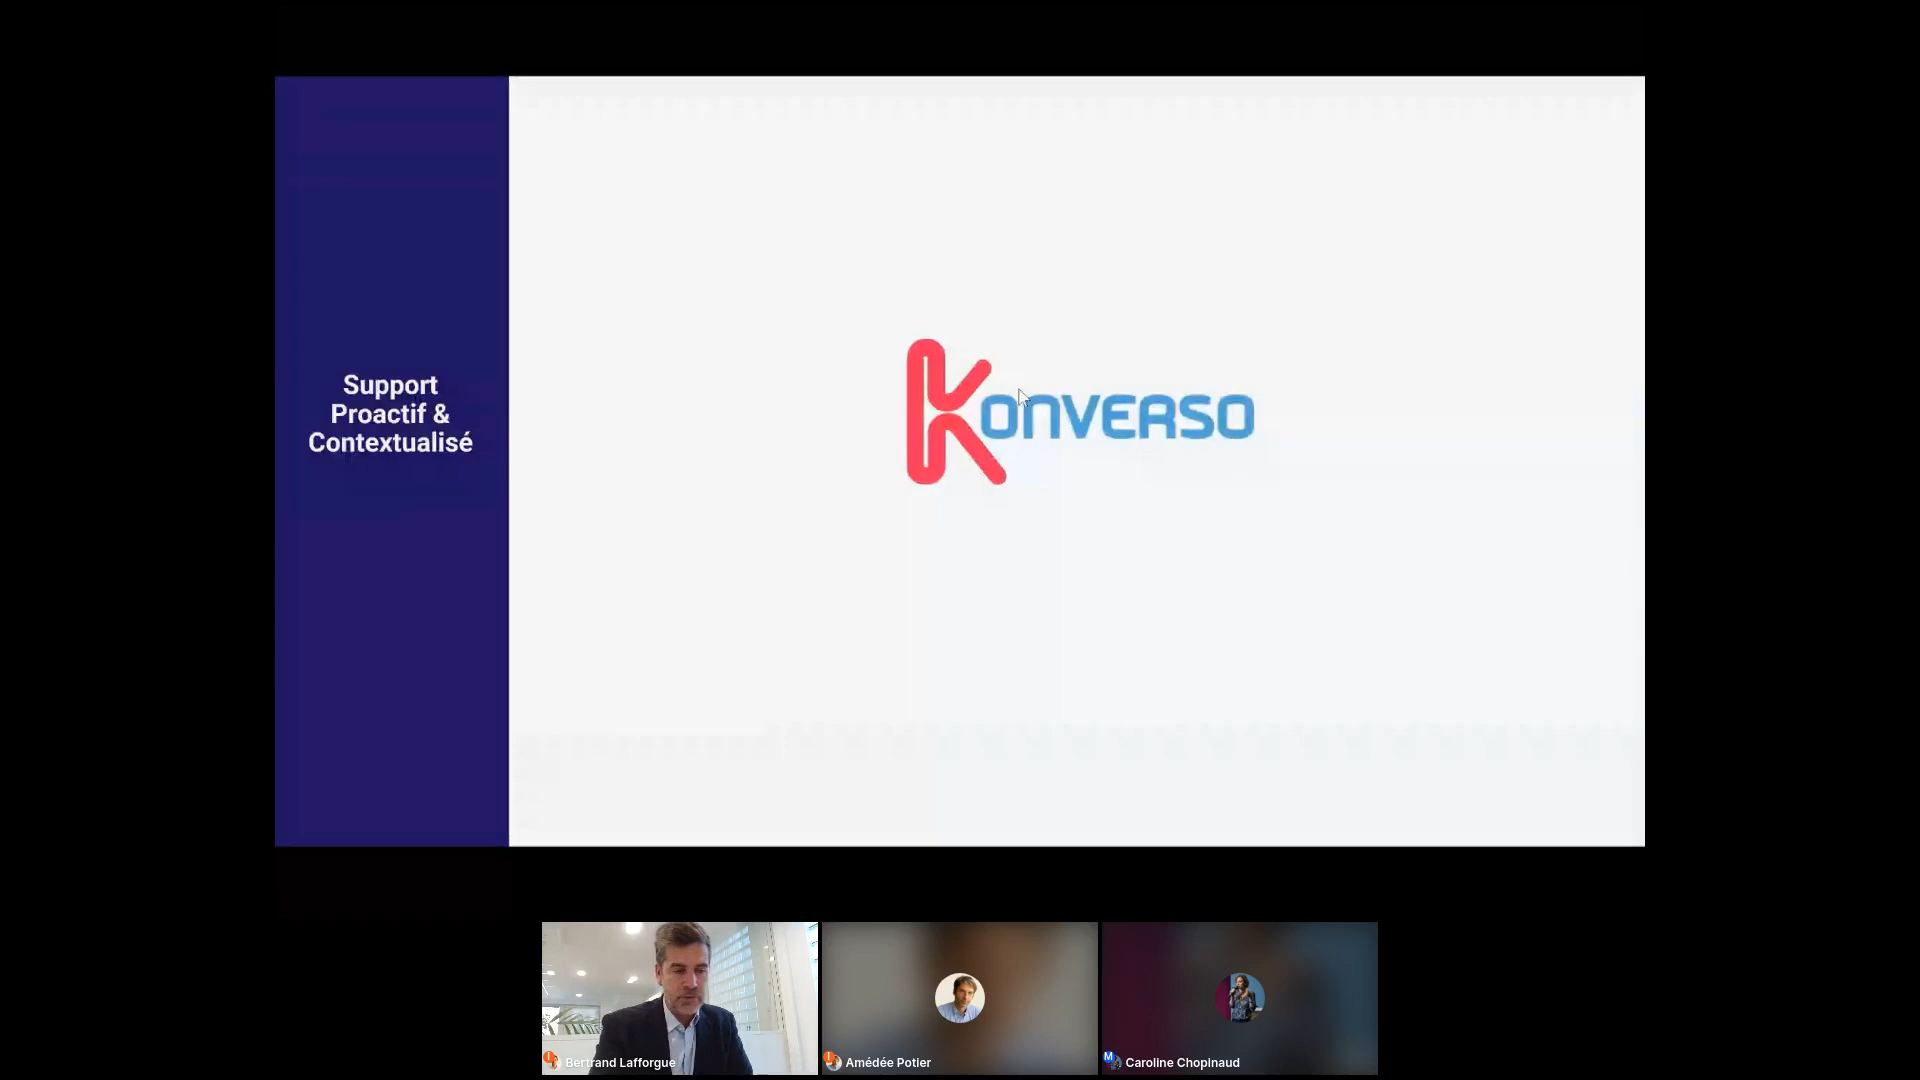 Support
Proactif &
Contextualisé
KONVERSO
Bertrand Lafforgue
Amédée Potier
M
Caroline Chopinaud